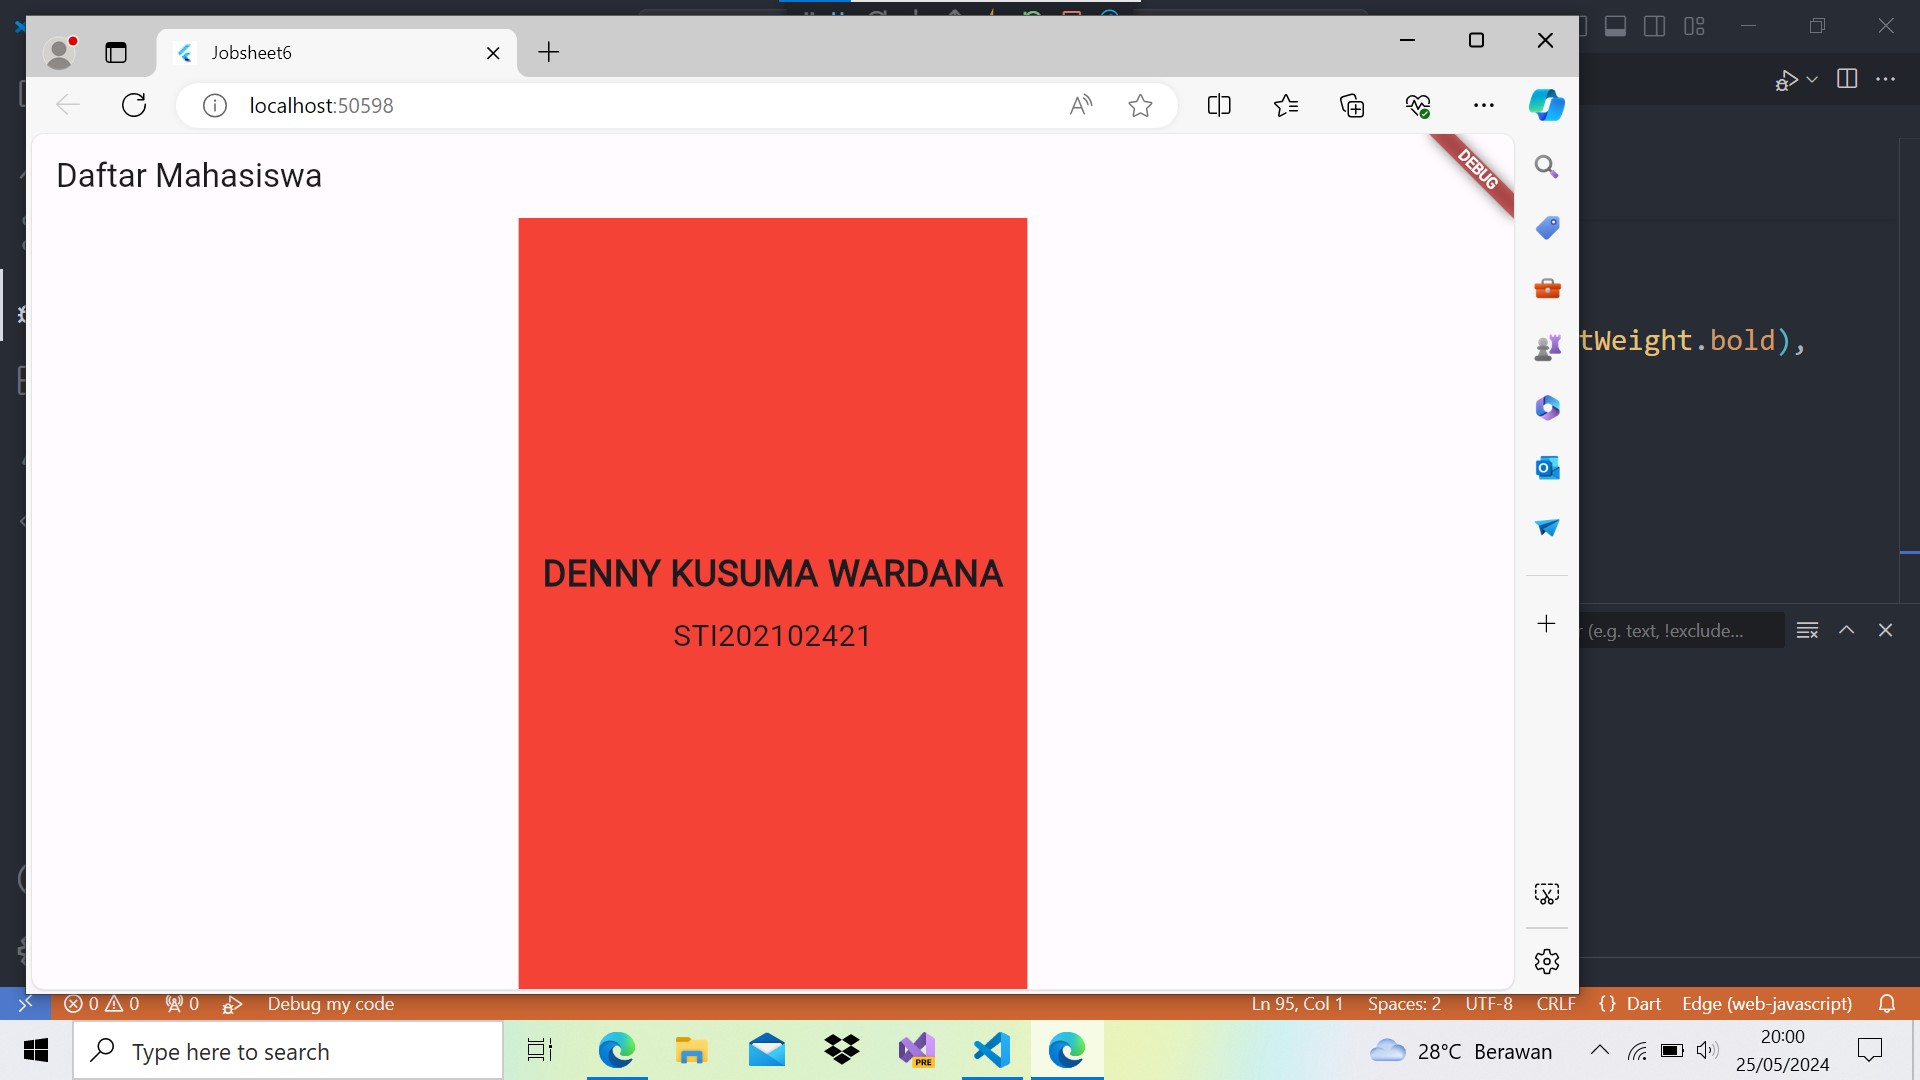 Jobsheet6
localhost:50598
Daftar Mahasiswa
DEBUG
tWeight.bold),
DENNY KUSUMA WARDANA
STI202102421
(e.g. text, !exclude...
0 0 0 Debug my code Ln 95, Col 1 Spaces: 2 UTF-8 CRLF {} Dart Edge (web-javascript)
Type here to search
PRE
28°C Berawan
20:00
25/05/2024